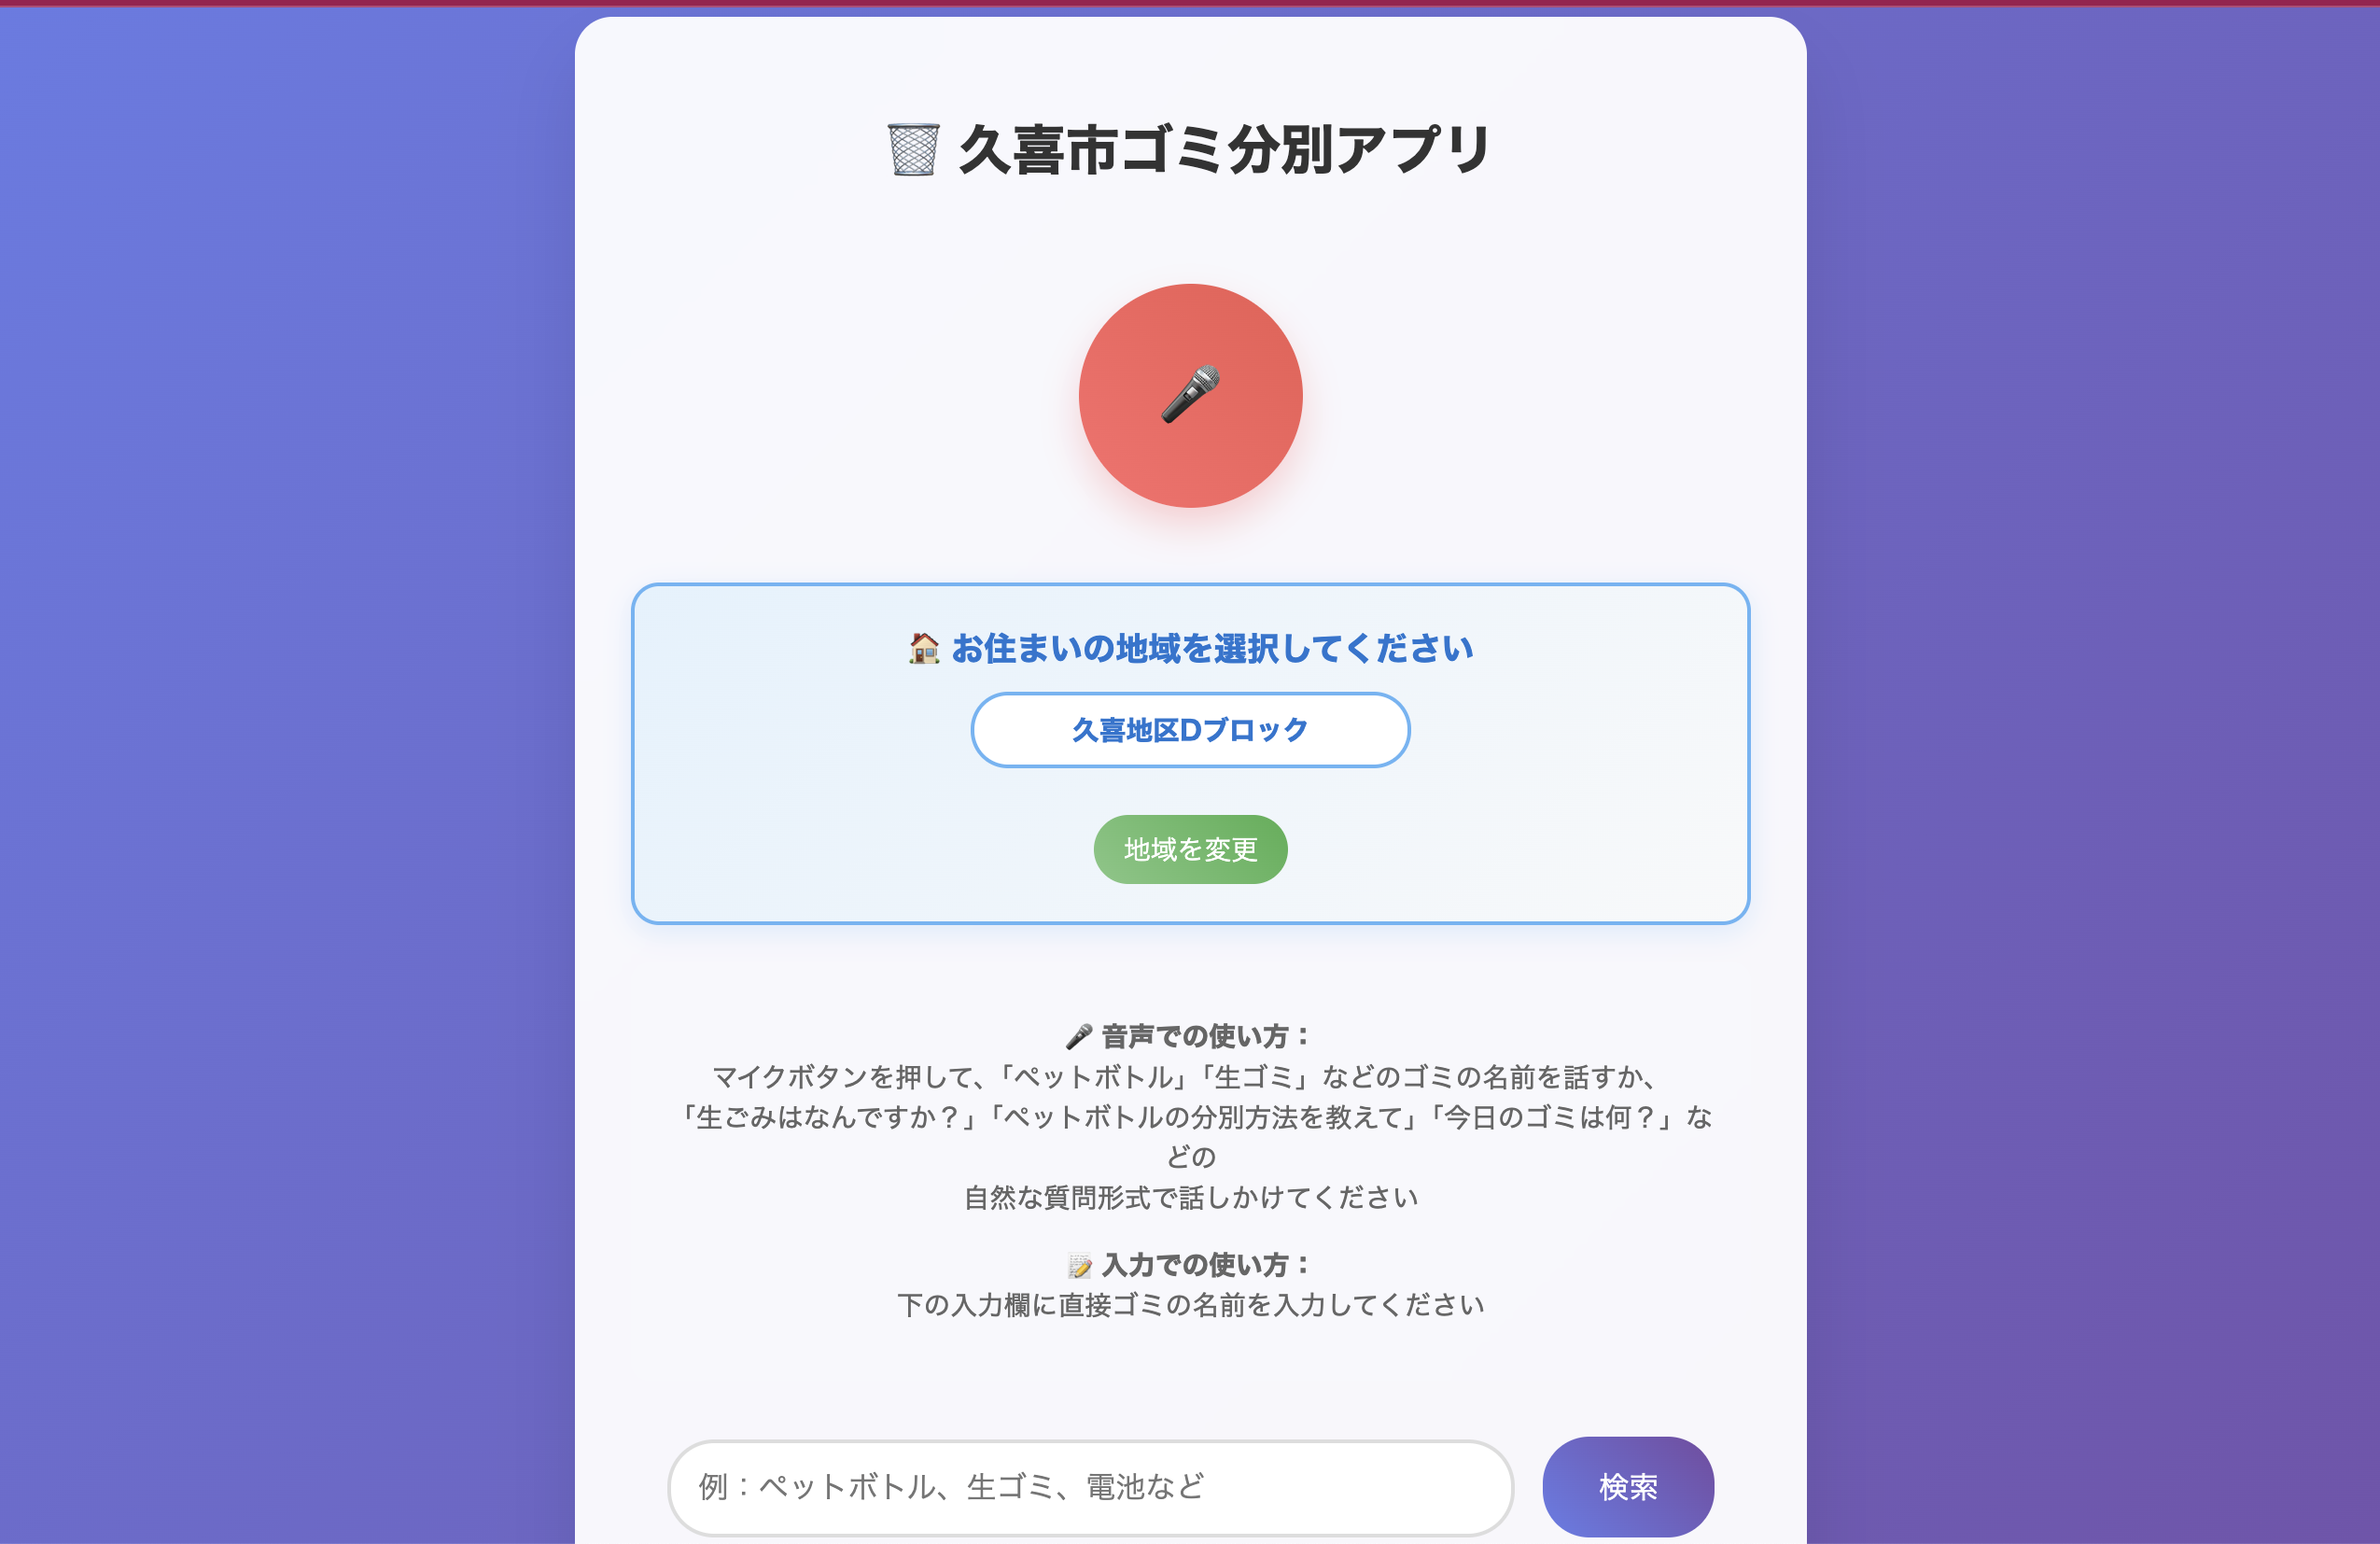 久喜市ゴミ分別アプリ
お住まいの地域を選択してください
久喜地区Dブロック
地域を変更
音声での使い方：
マイクボタンを押して、「ペットボトル」「生ゴミ」などのゴミの名前を話すか、
「生ごみはなんですか？」「ペットボトルの分別方法を教えて」「今日のゴミは何？」な
どの
自然な質問形式で話しかけてください
入力での使い方：
下の入力欄に直接ゴミの名前を入力してください
例：ペットボトル、生ゴミ、電池など
検索